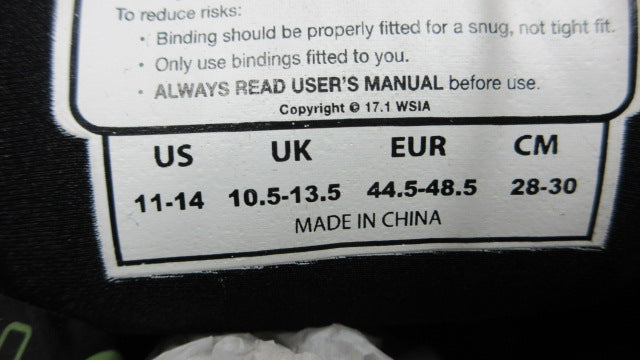 To reduce risks:
• Binding should be properly fitted for a snug, not tight fit.
• Only use bindings fitted to you.
• ALWAYS READ USER'S MANUAL before use.
Copyright © 17.1 WSIA
US UK EUR CM
11-14 10.5-13.5 44.5-48.5 28-30
MADE IN CHINA